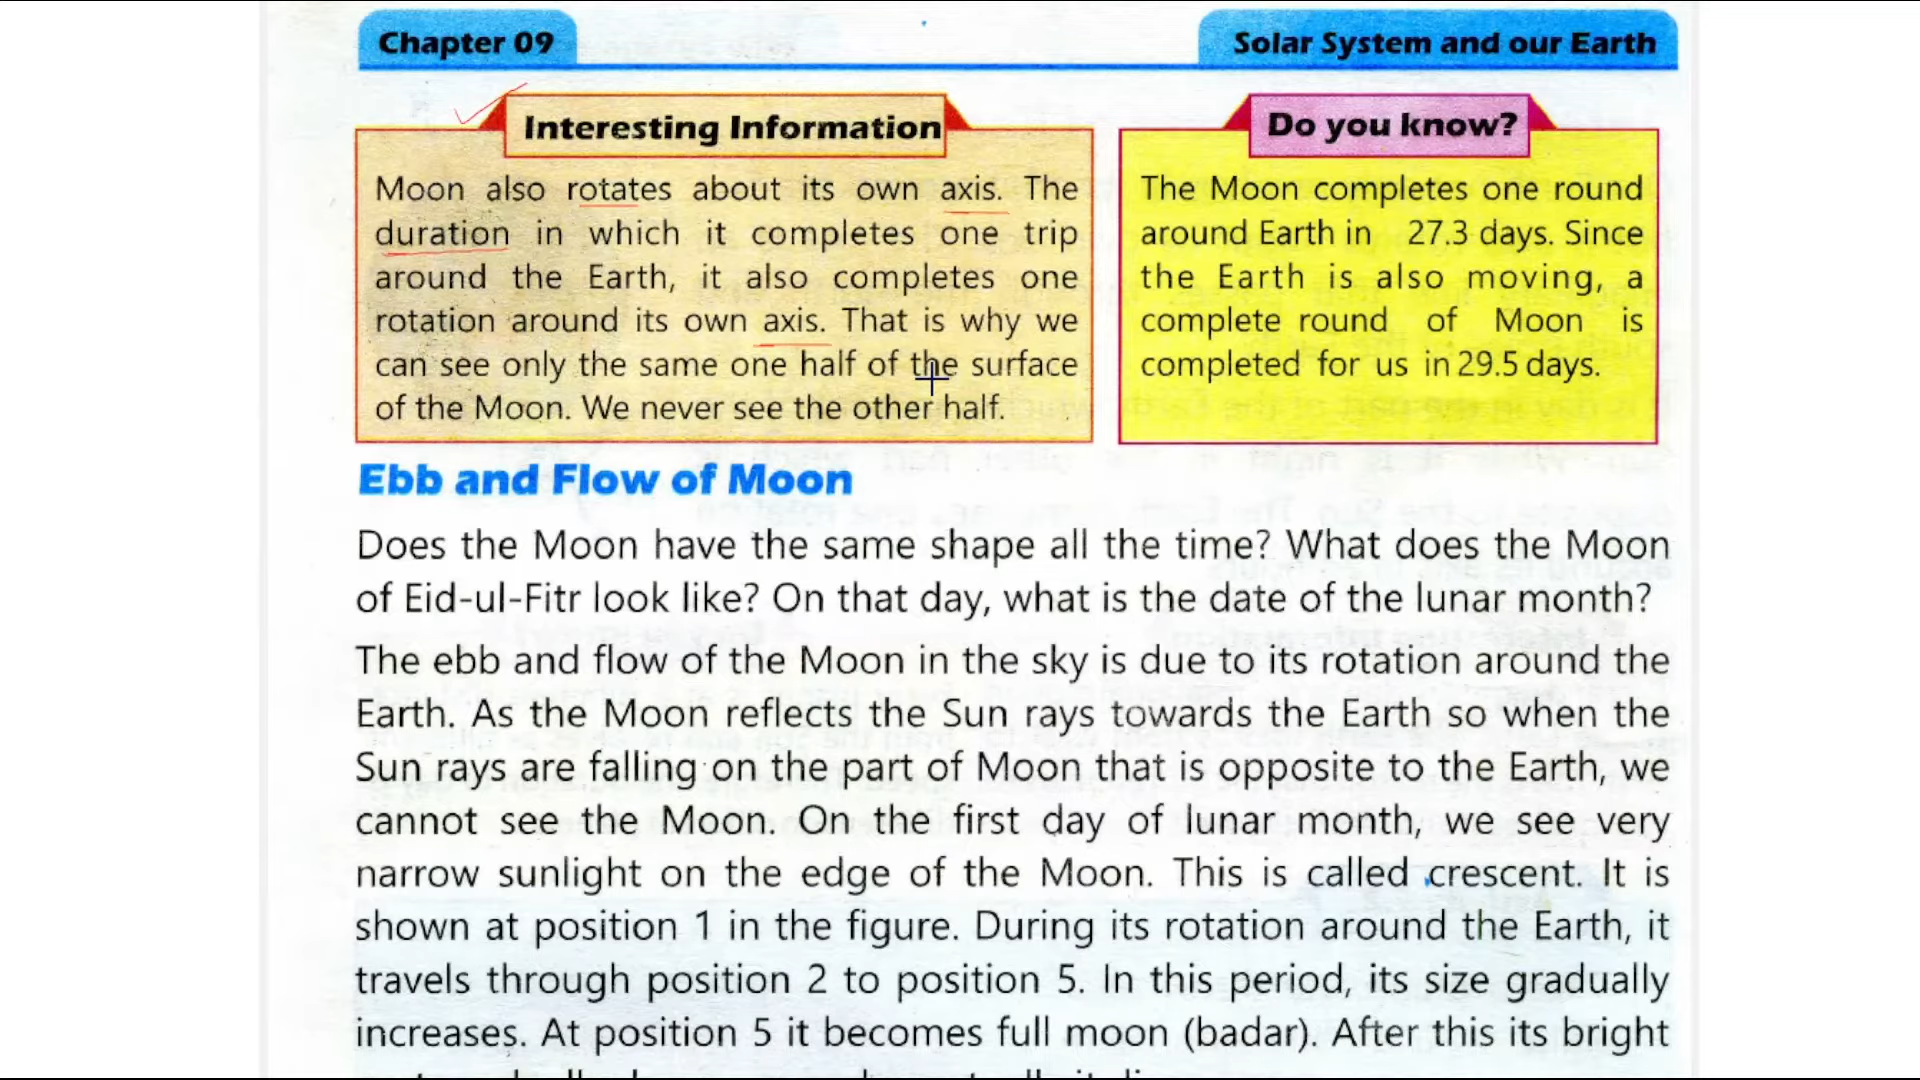 Chapter 09
Solar System and our Earth
Interesting Information
Moon also rotates about its own axis. The
duration in which it completes one trip
around the Earth, it also completes one
rotation around its own axis. That is why we
can see only the same one half of the surface
of the Moon. We never see the other half.
Do you know?
The Moon completes one round
around Earth in 27.3 days. Since
the Earth is also moving, a
complete round of Moon is
completed for us in 29.5 days.
Ebb and Flow of Moon
Does the Moon have the same shape all the time? What does the Moon
of Eid-ul-Fitr look like? On that day, what is the date of the lunar month?
The ebb and flow of the Moon in the sky is due to its rotation around the
Earth. As the Moon reflects the Sun rays towards the Earth so when the
Sun rays are falling on the part of Moon that is opposite to the Earth, we
cannot see the Moon. On the first day of lunar month, we see very
narrow sunlight on the edge of the Moon. This is called crescent. It is
shown at position 1 in the figure. During its rotation around the Earth, it
travels through position 2 to position 5. In this period, its size gradually
increases. At position 5 it becomes full moon (badar). After this its bright